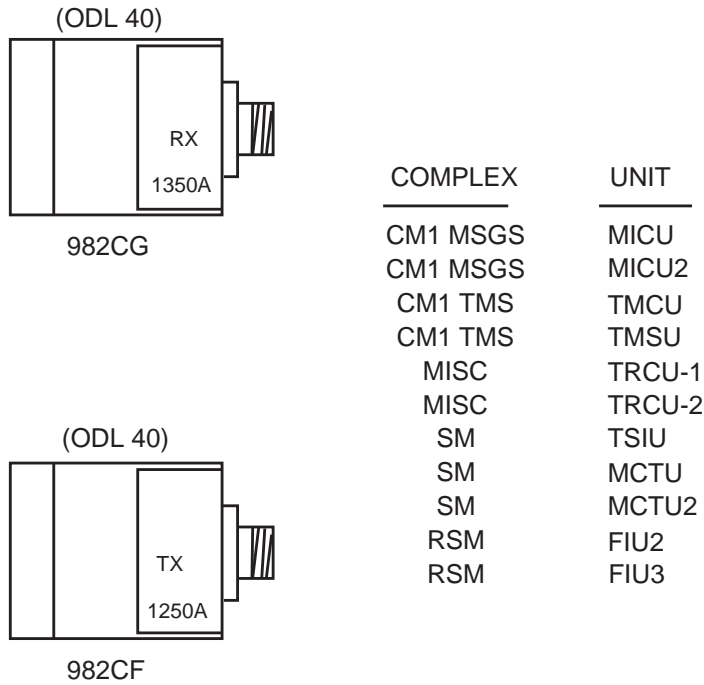 (ODL 40)
RX
1350A
982CG
(ODL 40)
TX
1250A
982CF
COMPLEX UNIT
CM1 MSGS MICU
CM1 MSGS MICU2
CM1 TMS TMCU
CM1 TMS TMSU
MISC TRCU-1
MISC TRCU-2
SM TSIU
SM MCTU
SM MCTU2
RSM FIU2
RSM FIU3